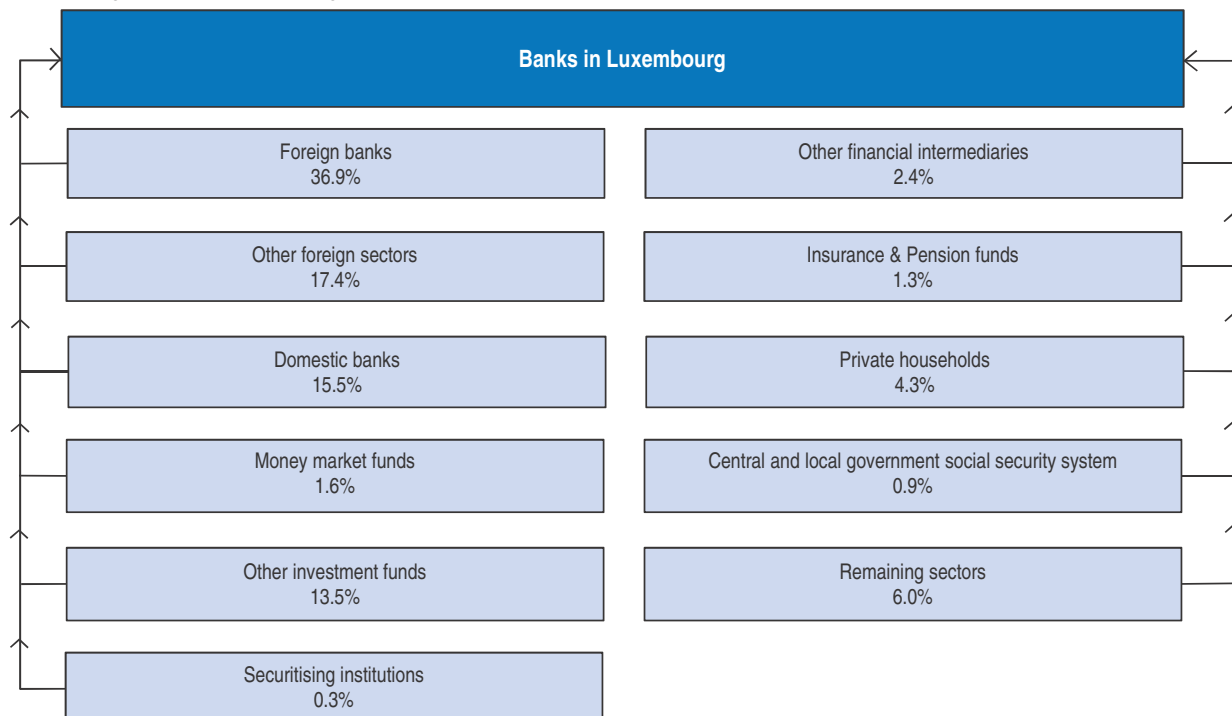 Banks in Luxembourg
Foreign banks
36.9%
Other foreign sectors
17.4%
Domestic banks
15.5%
Money market funds
1.6%
Other investment funds
13.5%
Securitising institutions
0.3%
Other financial intermediaries
2.4%
Insurance & Pension funds
1.3%
Private households
4.3%
Central and local government social security system
0.9%
Remaining sectors
6.0%